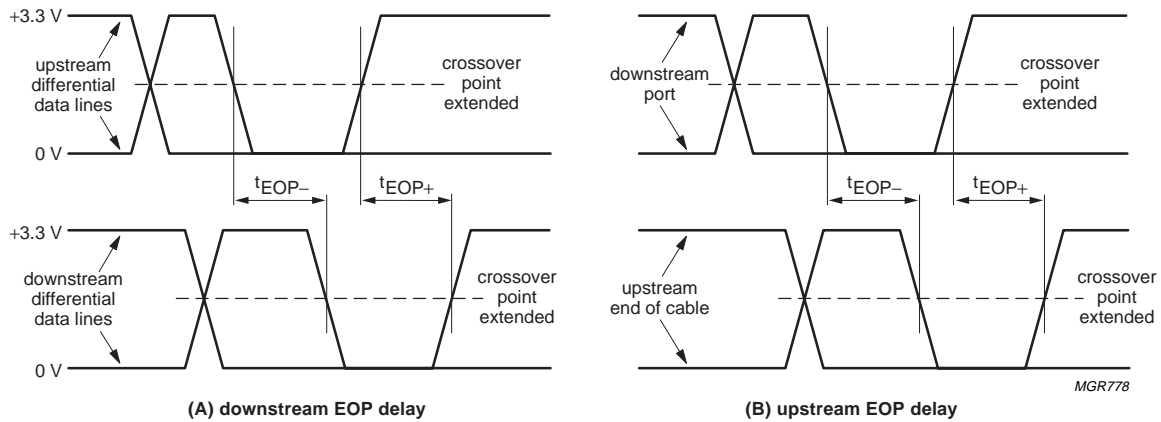 +3.3 V
upstream
differential
data lines
0 V
crossover
point
extended
tEOP−
tEOP+
+3.3 V
downstream
differential
data lines
0 V
crossover
point
extended
(A) downstream EOP delay
downstream
port
crossover
point
extended
tEOP−
tEOP+
upstream
end of cable
crossover
point
extended
MGR778
(B) upstream EOP delay